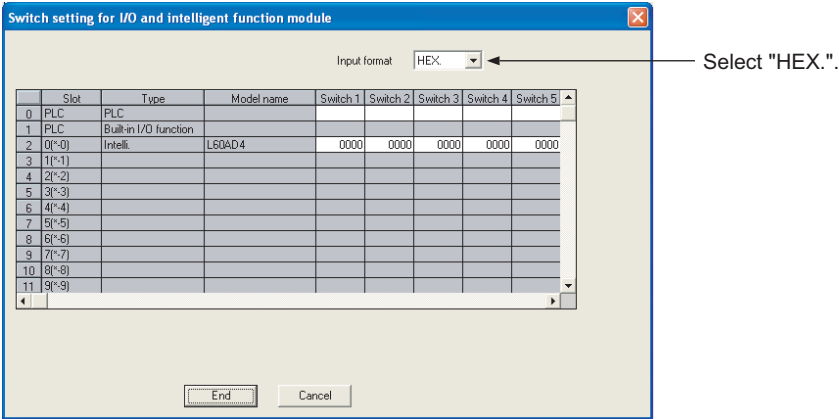 Switch setting for I/O and intelligent function module
Input format HEX. Select "HEX.".
Slot Type Model name Switch 1 Switch 2 Switch 3 Switch 4 Switch 5
0 PLC PLC
1 PLC Built-in I/O function
2 0(*-0) Intelli. L60AD4 0000 0000 0000 0000 0000
3 1(*-1)
4 2(*-2)
5 3(*-3)
6 4(*-4)
7 5(*-5)
8 6(*-6)
9 7(*-7)
10 8(*-8)
11 9(*-9)
End Cancel